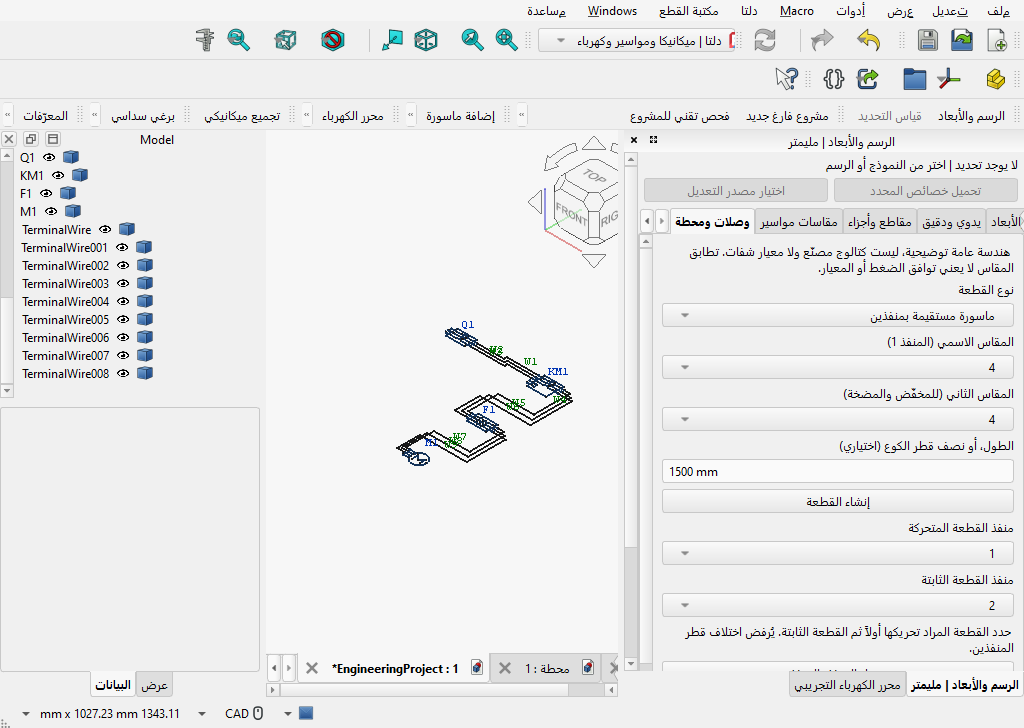 ملف تعديل عرض أدوات Macro دلتا مكتبة القطع Windows مساعدة
دلتا | ميكانيكا ومواسير وكهرباء
الرسم والأبعاد قياس التحديد مشروع فارغ جديد فحص تقني للمشروع إضافة ماسورة محرر الكهرباء تجميع ميكانيكي برغي سداسي المعرّفات
الرسم والأبعاد | مليمتر
لا يوجد تحديد | اختر من النموذج أو الرسم
تحميل خصائص المحدد اختيار مصدر التعديل
الأبعاد يدوي ودقيق مقاطع وأجزاء مقاسات مواسير وصلات ومحطة
هندسة عامة توضيحية، ليست كتالوج مصنّع ولا معيار شفات. تطابق
المقاس لا يعني توافق الضغط أو المعيار.
نوع القطعة
ماسورة مستقيمة بمنفذين
المقاس الاسمي (المنفذ 1)
4
المقاس الثاني (للمخفّض والمضخة)
4
الطول، أو نصف قطر الكوع (اختياري)
1500 mm
إنشاء القطعة
منفذ القطعة المتحركة
1
منفذ القطعة الثابتة
2
حدد القطعة المراد تحريكها أولاً ثم القطعة الثابتة. يُرفض اختلاف قطر
المنفذين.
الرسم والأبعاد | مليمتر محرر الكهرباء التجريبي
Model
Q1
KM1
F1
M1
TerminalWire
TerminalWire001
TerminalWire002
TerminalWire003
TerminalWire004
TerminalWire005
TerminalWire006
TerminalWire007
TerminalWire008
عرض البيانات
TOP
FRONT
RIG
Q1
W1
KM1
F1
W7
محطة : 1
EngineeringProject : 1*
CAD
1343.11 mm x 1027.23 mm